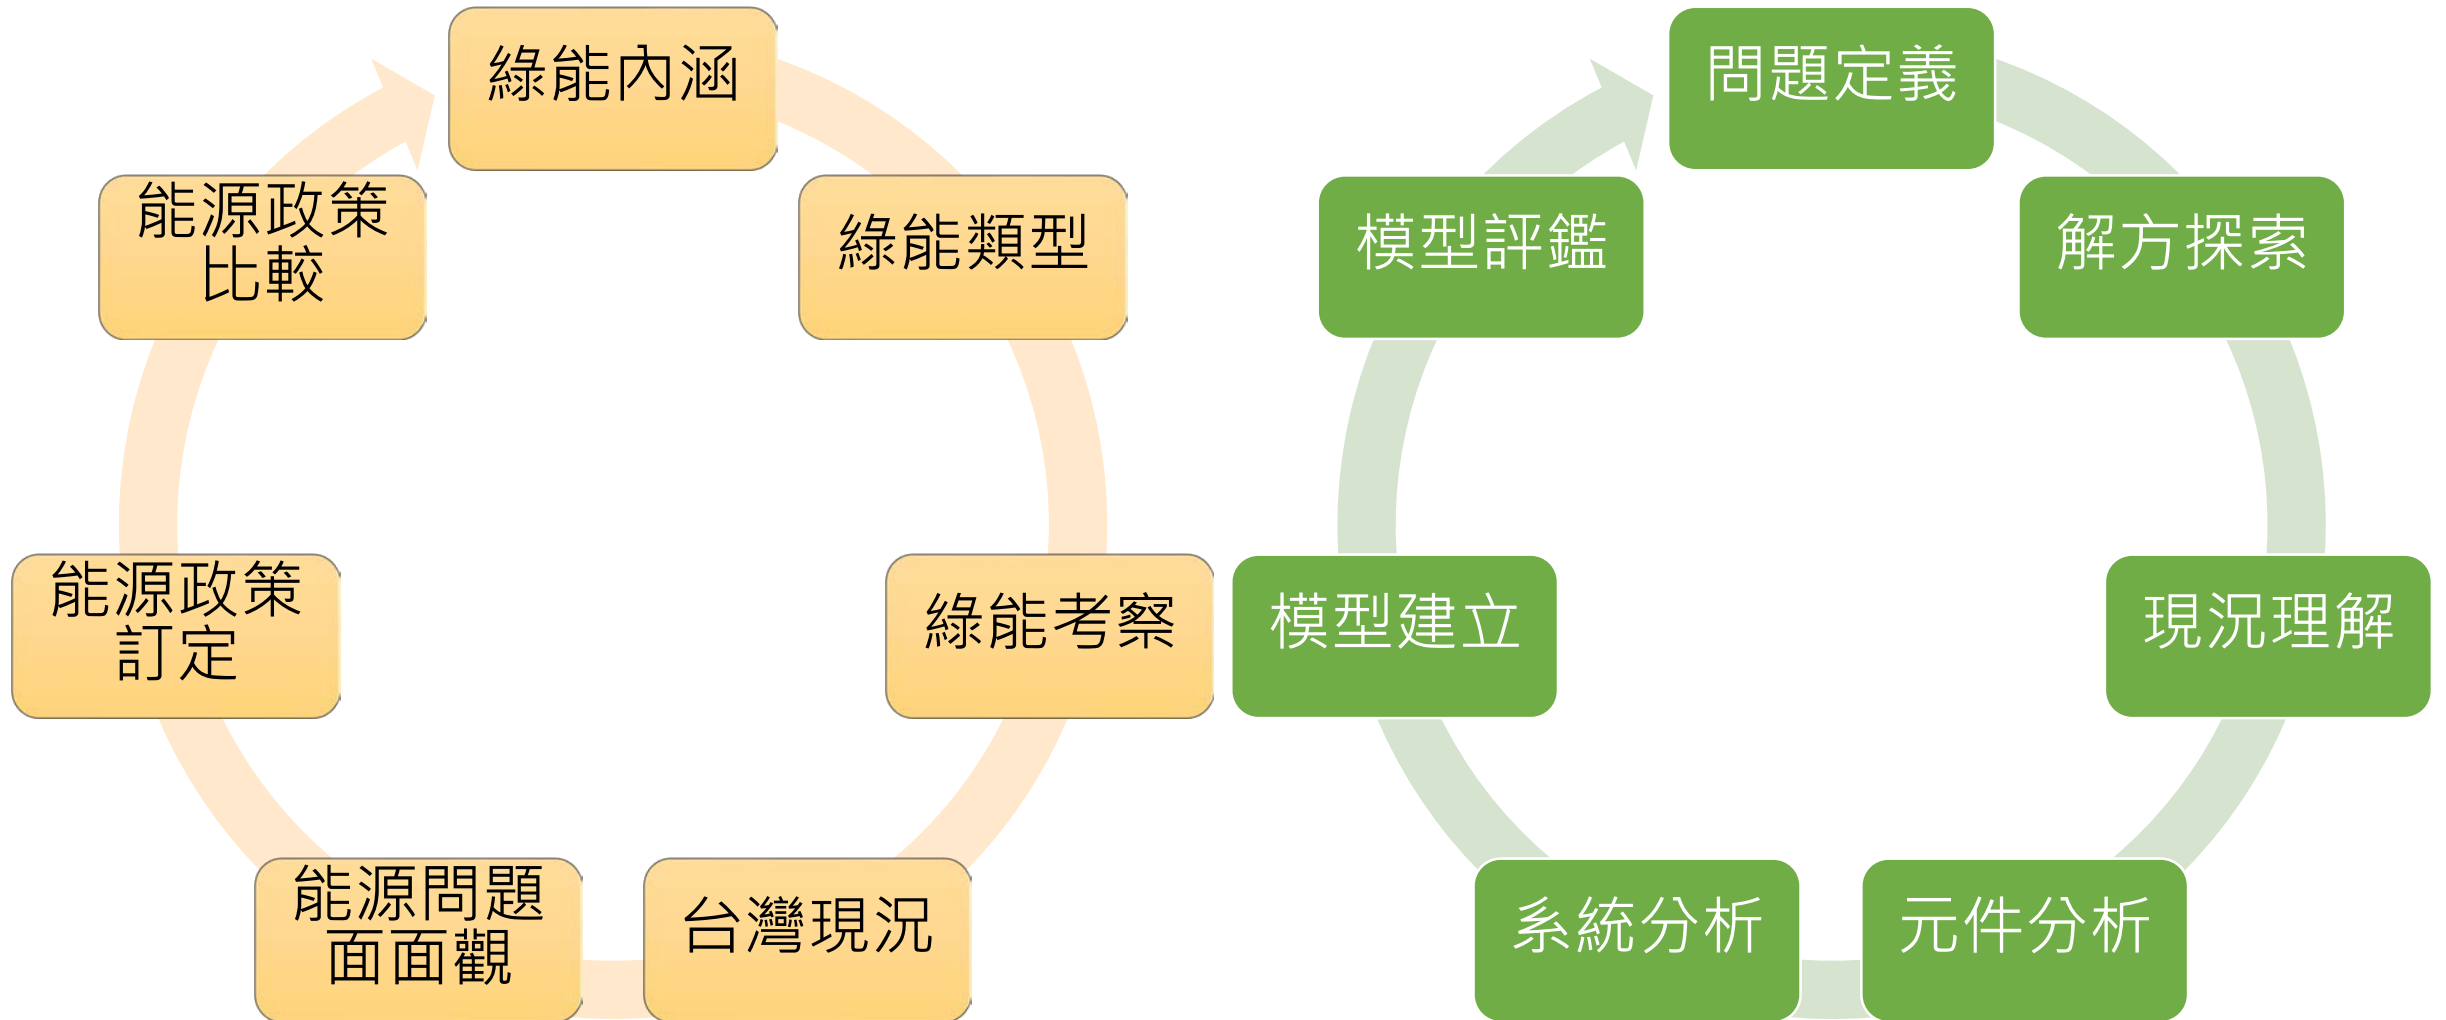 綠能內涵
綠能類型
綠能考察
台灣現況
能源問題
面面觀
能源政策
訂定
能源政策
比較
問題定義
解方探索
現況理解
元件分析
系統分析
模型建立
模型評鑑